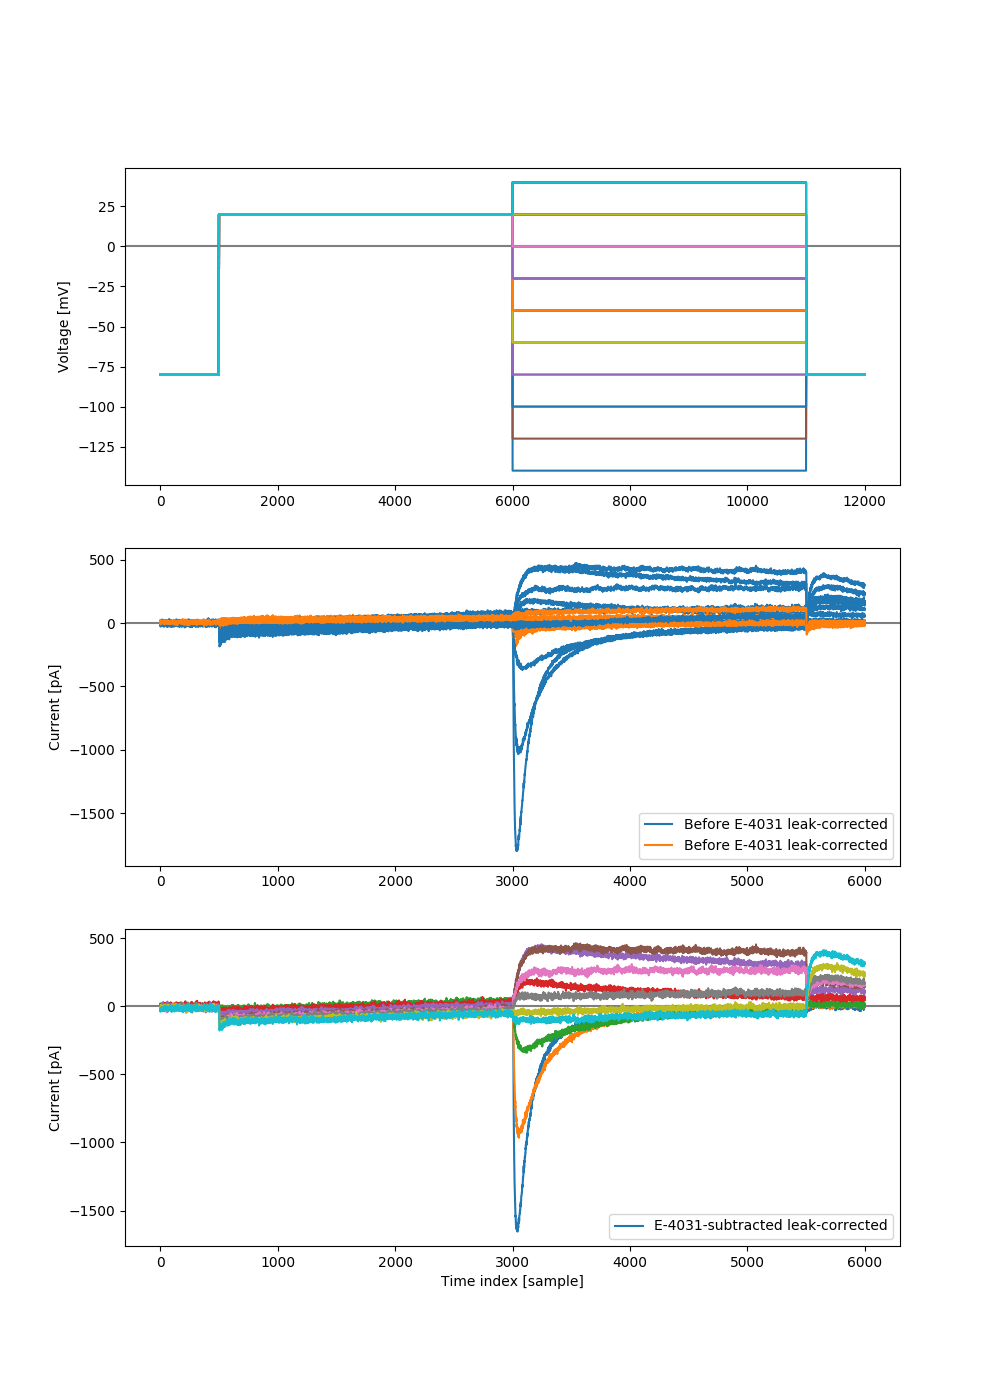 25
0
−25
−50
−75
−100
−125
Voltage [mV]
0 2000 4000 6000 8000 10000 12000
500
0
−500
−1000
−1500
Current [pA]
Before E-4031 leak-corrected
Before E-4031 leak-corrected
0 1000 2000 3000 4000 5000 6000
500
0
−500
−1000
−1500
Current [pA]
E-4031-subtracted leak-corrected
0 1000 2000 3000 4000 5000 6000
Time index [sample]